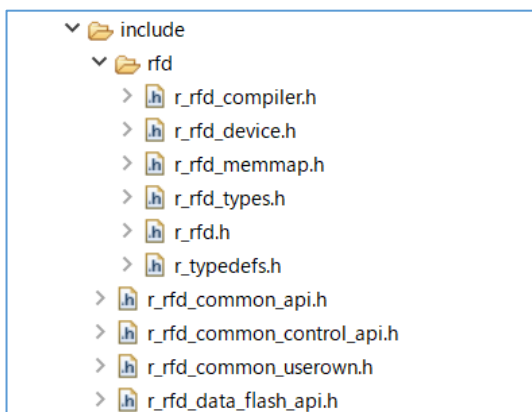 include
rfd
r_rfd_compiler.h
r_rfd_device.h
r_rfd_memmap.h
r_rfd_types.h
r_rfd.h
r_typedefs.h
r_rfd_common_api.h
r_rfd_common_control_api.h
r_rfd_common_userown.h
r_rfd_data_flash_api.h